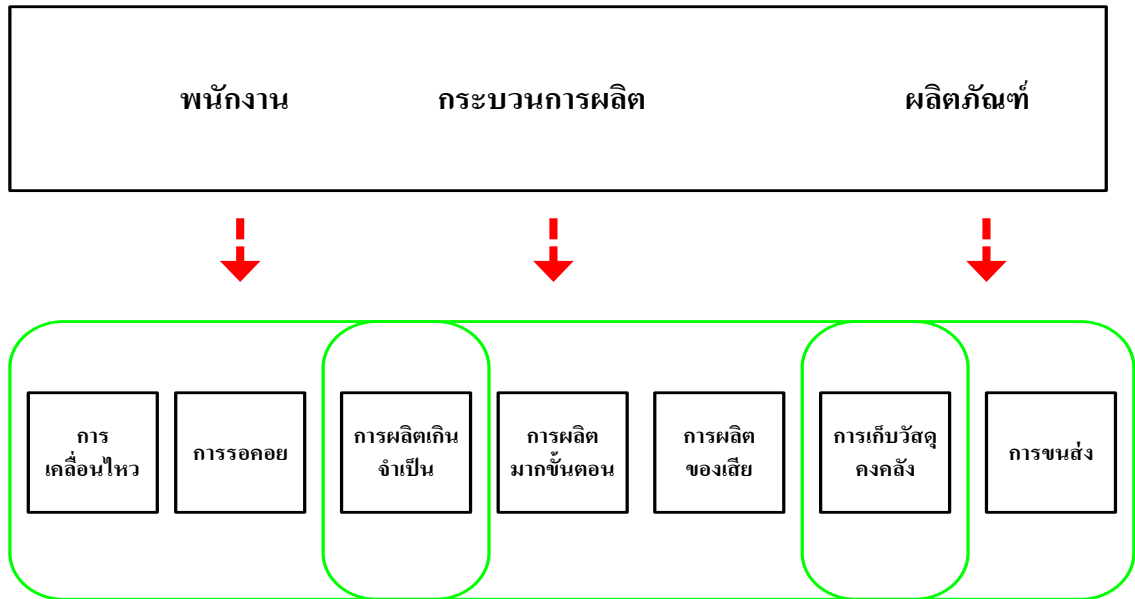 พนักงาน กระบวนการผลิต ผลิตภัณฑ์
การ
เคลื่อนไหว
การรอคอย
การผลิตเกิน
จำเป็น
การผลิต
มากขั้นตอน
การผลิต
ของเสีย
การเก็บวัสดุ
คงคลัง
การขนส่ง